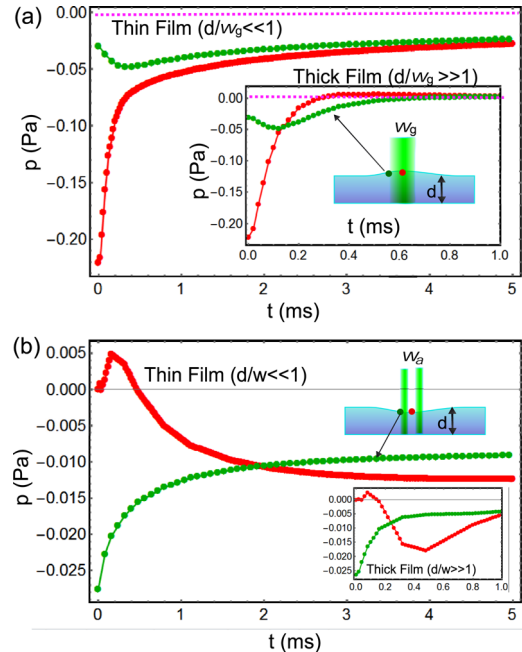 (a)
Thin Film (d/wg<<1)
Thick Film (d/wg >>1)
0.00
−0.05
−0.10
−0.15
−0.20
p (Pa)
0.00
−0.05
−0.10
−0.15
−0.20
p (Pa)
wg
d
0.0 0.2 0.4 0.6 0.8 1.0
t (ms)
0 1 2 3 4 5
t (ms)
(b)
Thin Film (d/w<<1)
wa
d
0.005
0.000
−0.005
−0.010
−0.015
−0.020
−0.025
p (Pa)
0.000
−0.005
−0.010
−0.015
−0.020
−0.025
Thick Film (d/w>>1)
0.0 0.2 0.4 0.6 0.8 1.0
0 1 2 3 4 5
t (ms)